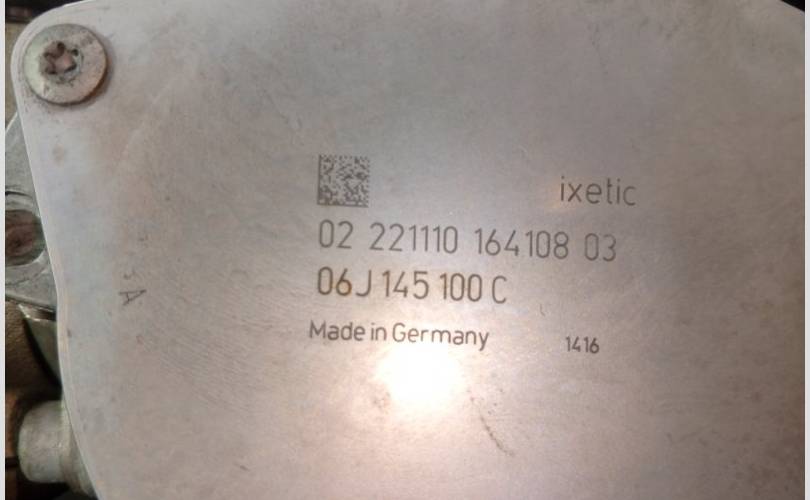 ixetic
02 221110 164108 03
06J 145 100 C
Made in Germany 1416
A